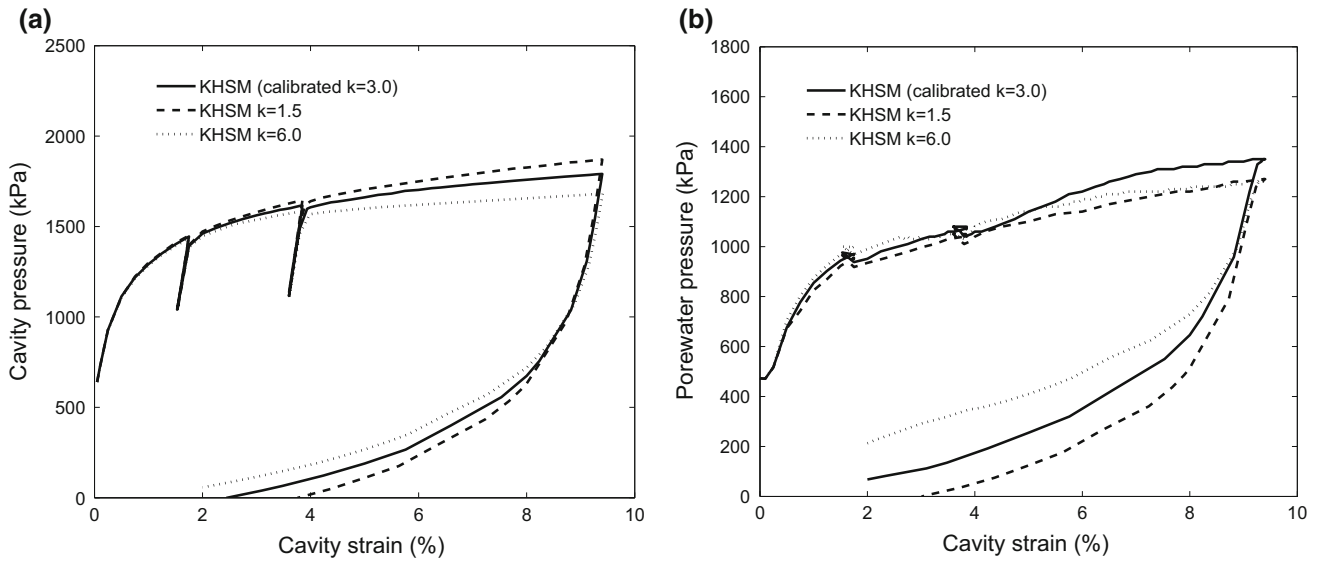 (a)
2500
2000
1500
1000
500
0
Cavity pressure (kPa)
KHSM (calibrated k=3.0)
KHSM k=1.5
KHSM k=6.0
0 2 4 6 8 10
Cavity strain (%)
(b)
1800
1600
1400
1200
1000
800
600
400
200
0
Porewater pressure (kPa)
KHSM (calibrated k=3.0)
KHSM k=1.5
KHSM k=6.0
0 2 4 6 8 10
Cavity strain (%)